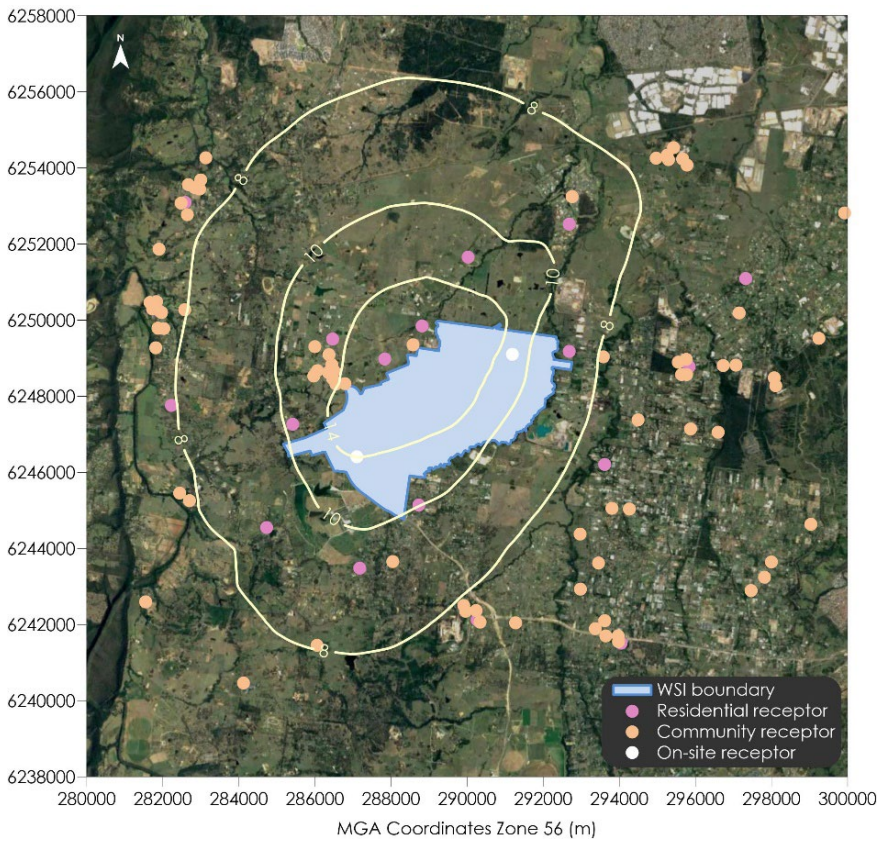 6258000
6256000
6254000
6252000
6250000
6248000
6246000
6244000
6242000
6240000
6238000
N
8
8
10
10
8
14
8
10
8
WSI boundary
Residential receptor
Community receptor
On-site receptor
280000 282000 284000 286000 288000 290000 292000 294000 296000 298000 300000
MGA Coordinates Zone 56 (m)